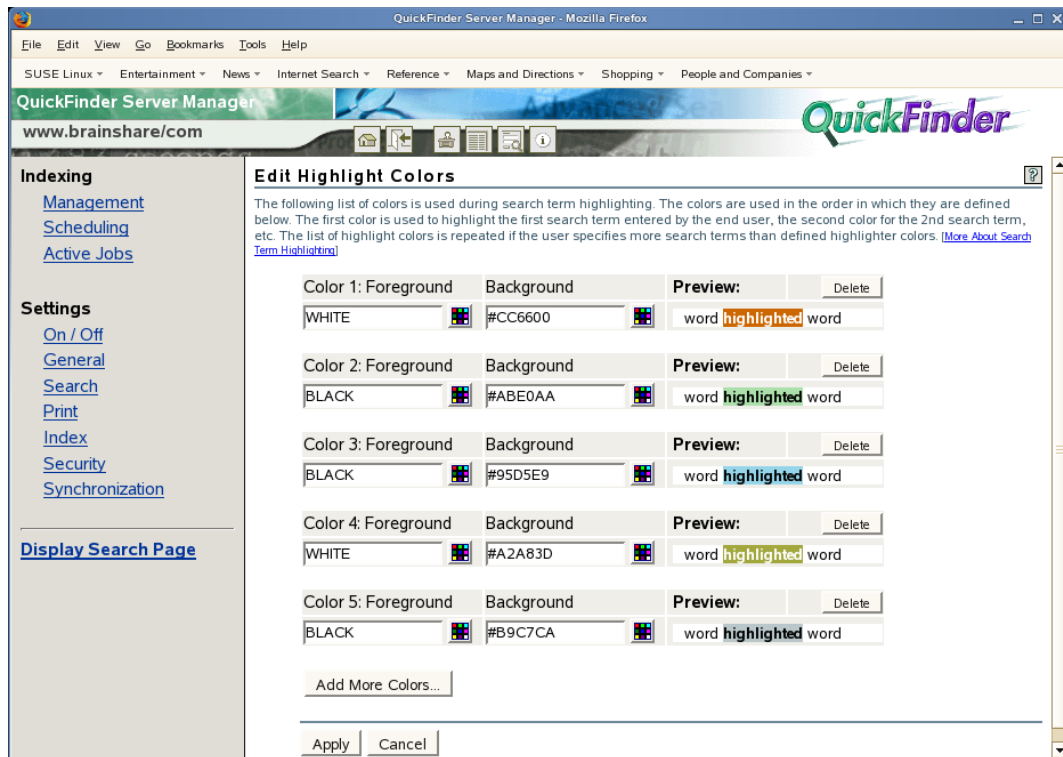 QuickFinder Server Manager - Mozilla Firefox
File Edit View Go Bookmarks Tools Help
SUSE Linux Entertainment News Internet Search Reference Maps and Directions Shopping People and Companies
QuickFinder Server Manager
Advanced Sea
www.brainshare/com
QuickFinder
Indexing
Management
Scheduling
Active Jobs
Settings
On / Off
General
Search
Print
Index
Security
Synchronization
Display Search Page
Edit Highlight Colors
The following list of colors is used during search term highlighting. The colors are used in the order in which they are defined
below. The first color is used to highlight the first search term entered by the end user, the second color for the 2nd search term,
etc. The list of highlight colors is repeated if the user specifies more search terms than defined highlighter colors. [More About Search
Term Highlighting]
Color 1: Foreground Background Preview: Delete
WHITE #CC6600 word highlighted word
Color 2: Foreground Background Preview: Delete
BLACK #ABE0AA word highlighted word
Color 3: Foreground Background Preview: Delete
BLACK #95D5E9 word highlighted word
Color 4: Foreground Background Preview: Delete
WHITE #A2A83D word highlighted word
Color 5: Foreground Background Preview: Delete
BLACK #B9C7CA word highlighted word
Add More Colors...
Apply Cancel